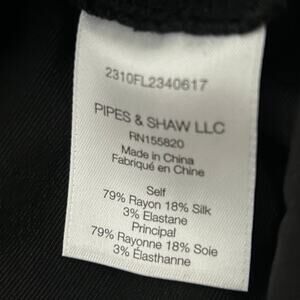 2310FL2340617
PIPES & SHAW LLC
RN155820
Made in China
Fabriqué en Chine
Self
79% Rayon 18% Silk
3% Elastane
Principal
79% Rayonne 18% Soie
3% Élasthanne